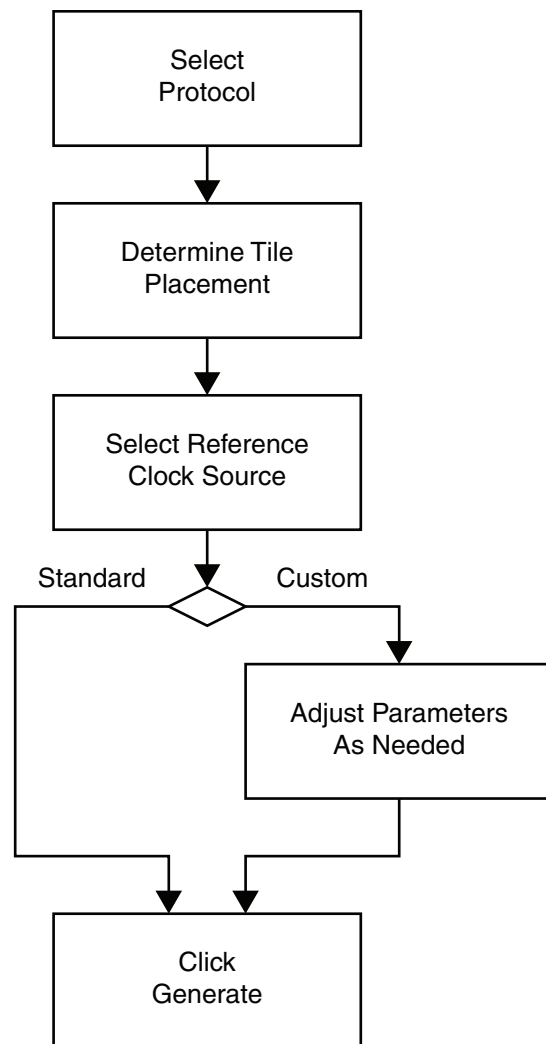 Select
Protocol
Determine Tile
Placement
Select Reference
Clock Source
Standard
Custom
Adjust Parameters
As Needed
Click
Generate